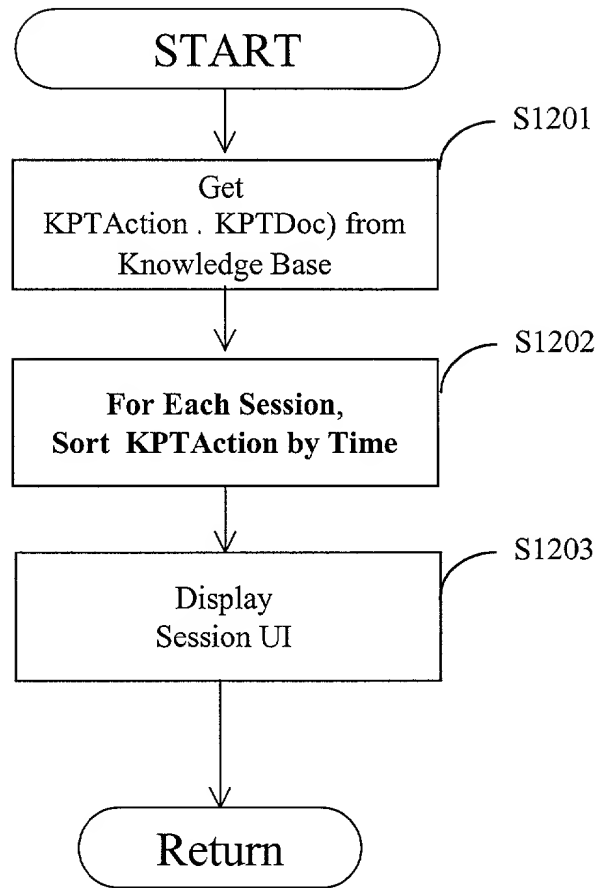 START
S1201
Get
KPTAction . KPTDoc) from
Knowledge Base
S1202
For Each Session,
Sort KPTAction by Time
S1203
Display
Session UI
Return